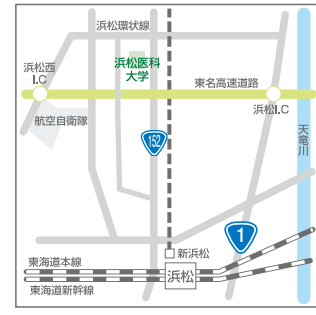 浜松環状線
浜松西
I.C
浜松医科
大学
東名高速道路
浜松I.C
航空自衛隊
152
天竜川
1
新浜松
東海道本線
浜松
東海道新幹線